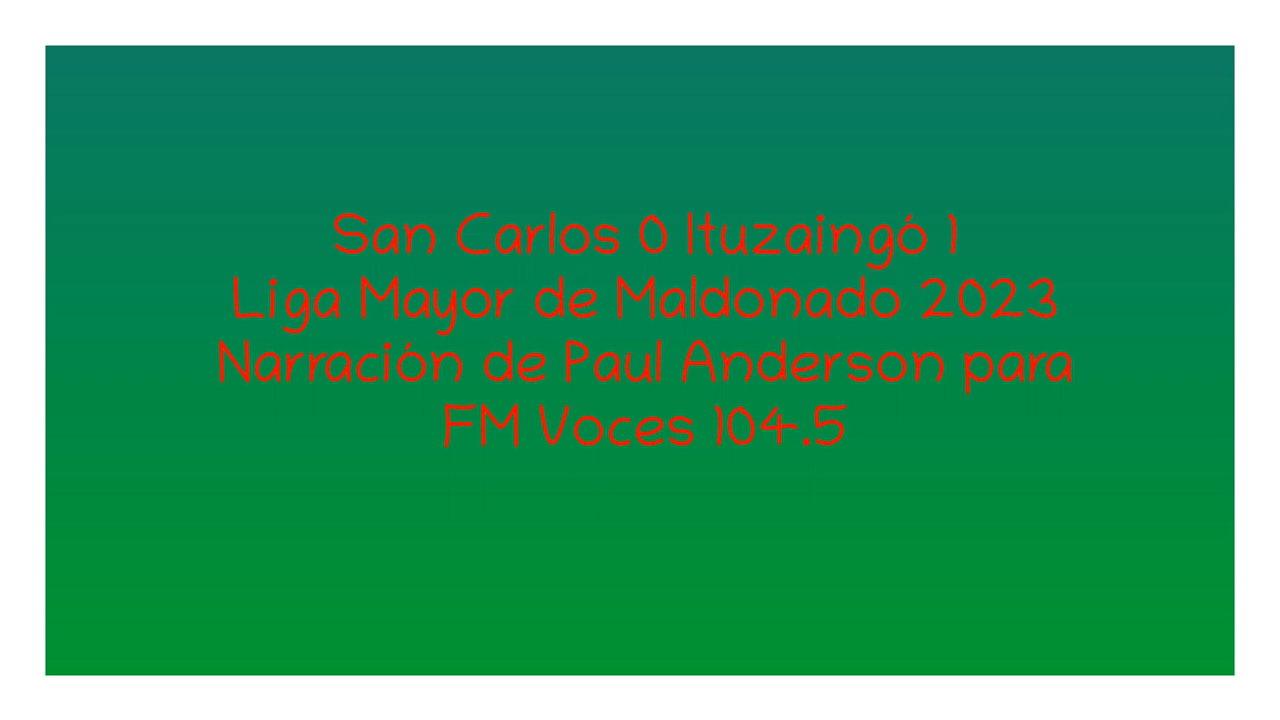 San Carlos 0 Ituzaingó 1
Liga Mayor de Maldonado 2023
Narración de Paul Anderson para
FM Voces 104.5